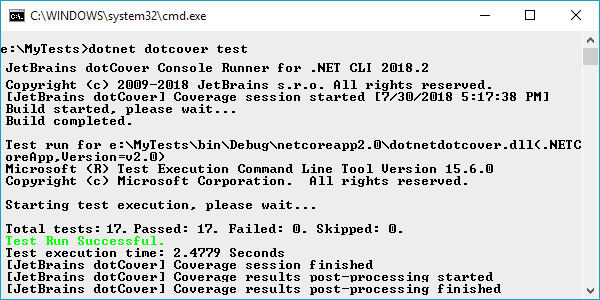 C:\WINDOWS\system32\cmd.exe
e:\MyTests>dotnet dotcover test
JetBrains dotCover Console Runner for .NET CLI 2018.2
Copyright (c) 2009-2018 JetBrains s.r.o. All rights reserved.
[JetBrains dotCover] Coverage session started [7/30/2018 5:17:38 PM]
Build started, please wait...
Build completed.
Test run for e:\MyTests\bin\Debug\netcoreapp2.0\dotnetdotcover.dll(.NETC
oreApp,Version=v2.0)
Microsoft (R) Test Execution Command Line Tool Version 15.6.0
Copyright (c) Microsoft Corporation.  All rights reserved.
Starting test execution, please wait...
Total tests: 17. Passed: 17. Failed: 0. Skipped: 0.
Test Run Successful.
Test execution time: 2.4779 Seconds
[JetBrains dotCover] Coverage session finished
[JetBrains dotCover] Coverage results post-processing started
[JetBrains dotCover] Coverage results post-processing finished